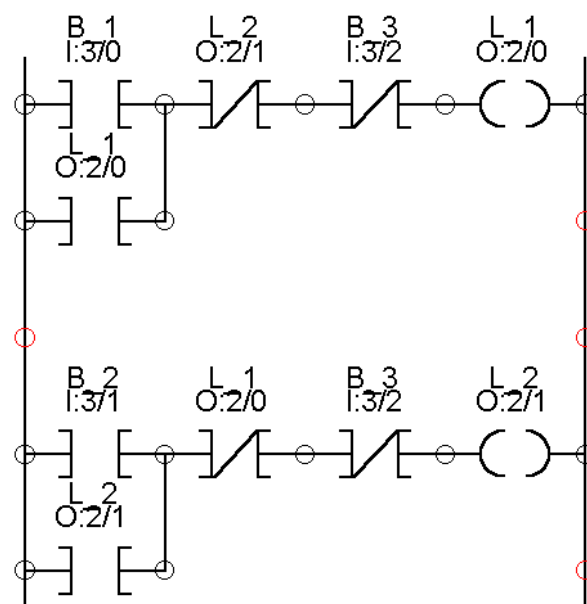 B_1 L_2 B_3 L_1
I:3/0 O:2/1 I:3/2 O:2/0
L_1
O:2/0
B_2 L_1 B_3 L_2
I:3/1 O:2/0 I:3/2 O:2/1
L_2
O:2/1